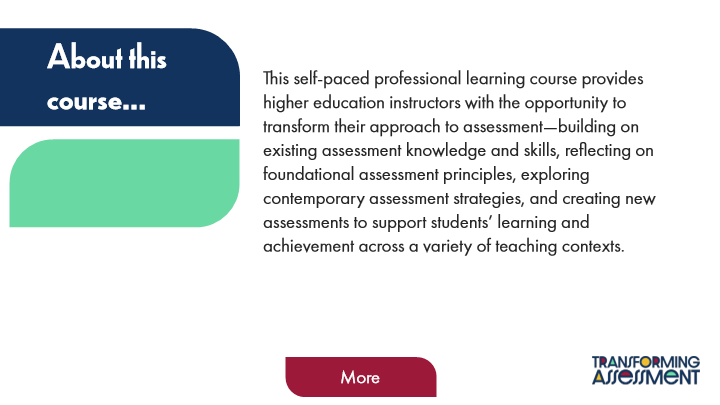 About this
course...
This self-paced professional learning course provides
higher education instructors with the opportunity to
transform their approach to assessment—building on
existing assessment knowledge and skills, reflecting on
foundational assessment principles, exploring
contemporary assessment strategies, and creating new
assessments to support students’ learning and
achievement across a variety of teaching contexts.
More
TRANSFORMING
ASSESSMENT